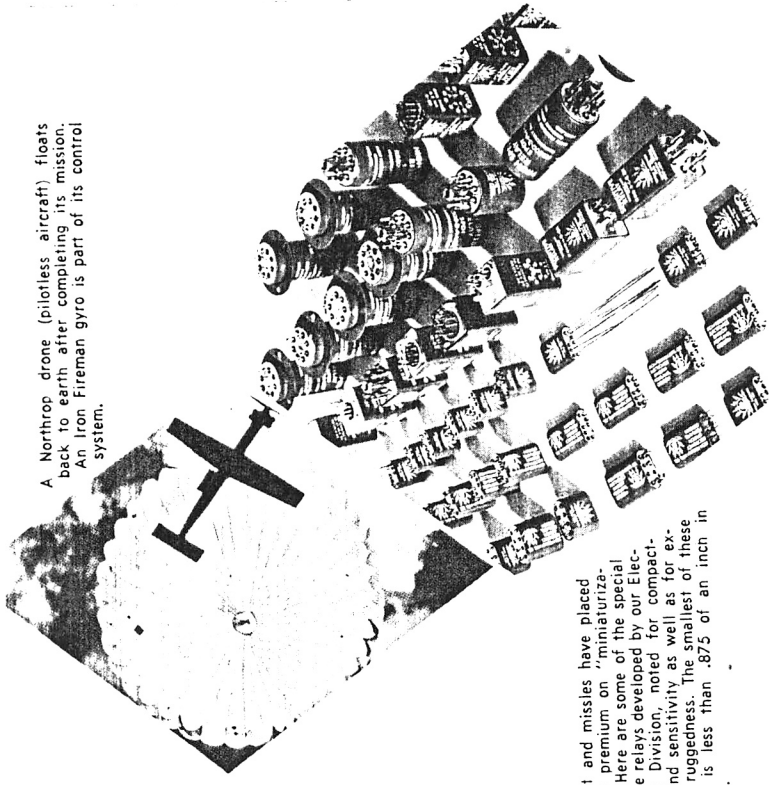 A Northrop drone (pilotless aircraft) floats
back to earth after completing its mission.
An Iron Fireman gyro is part of its control
system.
t and missles have placed
premium on "miniaturiza-
Here are some of the special
e relays developed by our Elec-
Division, noted for compact-
nd sensitivity as well as for ex-
ruggedness. The smallest of these
is less than .875 of an inch in